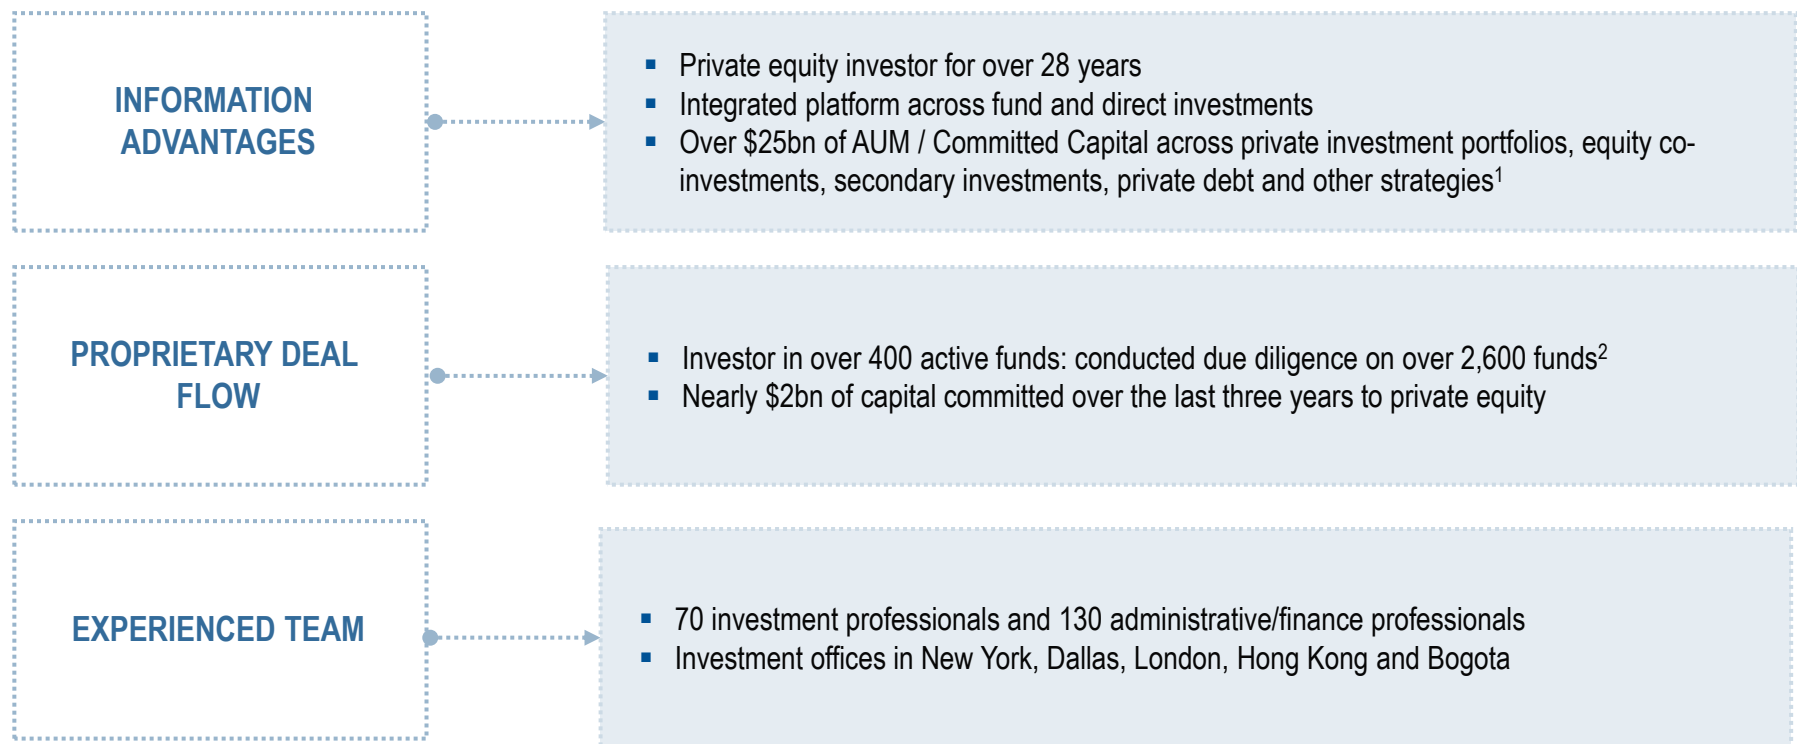 INFORMATION
ADVANTAGES
▪ Private equity investor for over 28 years
▪ Integrated platform across fund and direct investments
▪ Over $25bn of AUM / Committed Capital across private investment portfolios, equity co-
investments, secondary investments, private debt and other strategies¹
PROPRIETARY DEAL
FLOW
▪ Investor in over 400 active funds: conducted due diligence on over 2,600 funds²
▪ Nearly $2bn of capital committed over the last three years to private equity
EXPERIENCED TEAM
▪ 70 investment professionals and 130 administrative/finance professionals
▪ Investment offices in New York, Dallas, London, Hong Kong and Bogota